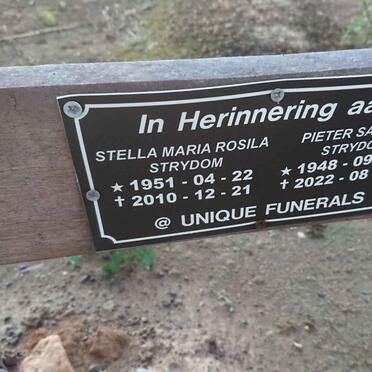 In Herinnering aa
STELLA MARIA ROSILA
STRYDOM
★ 1951 - 04 - 22
✝ 2010 - 12 - 21
PIETER SA
STRYDO
★ 1948 - 09
✝ 2022 - 08
@ UNIQUE FUNERALS